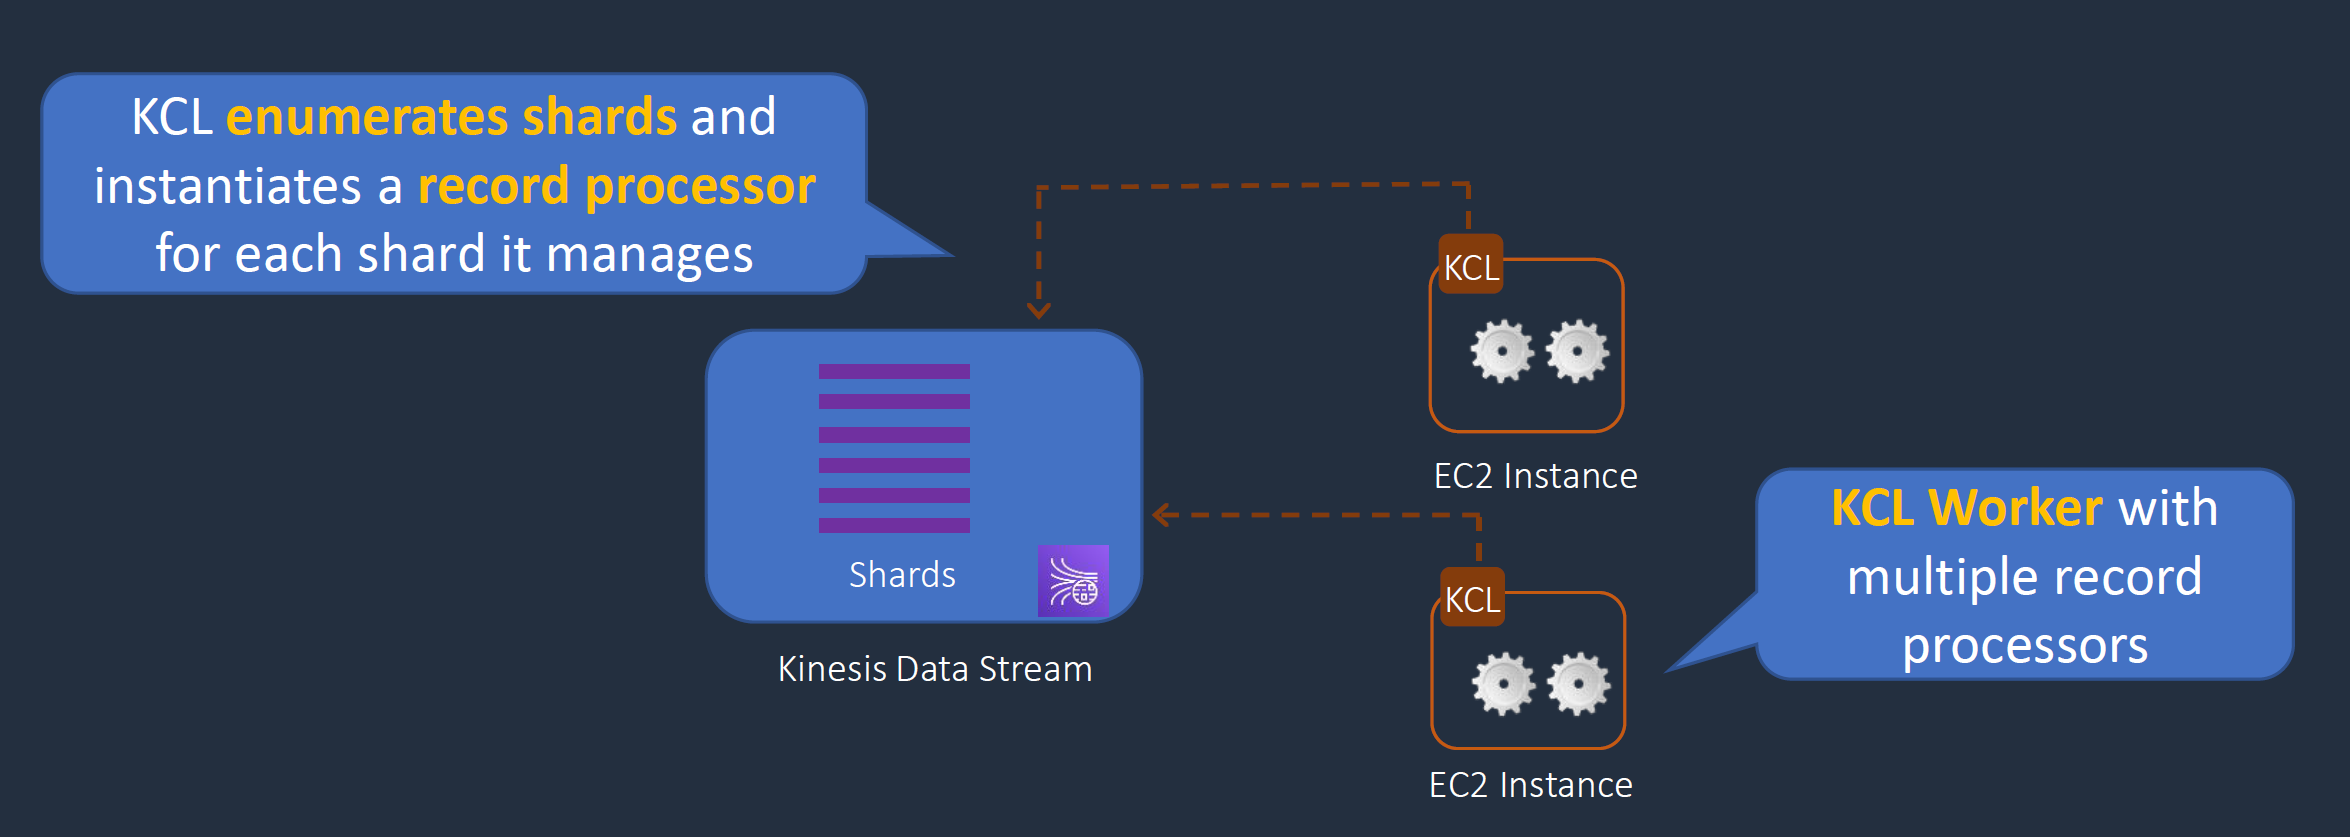 KCL enumerates shards and
instantiates a record processor
for each shard it manages
KCL
EC2 Instance
Shards
Kinesis Data Stream
KCL
EC2 Instance
KCL Worker with
multiple record
processors